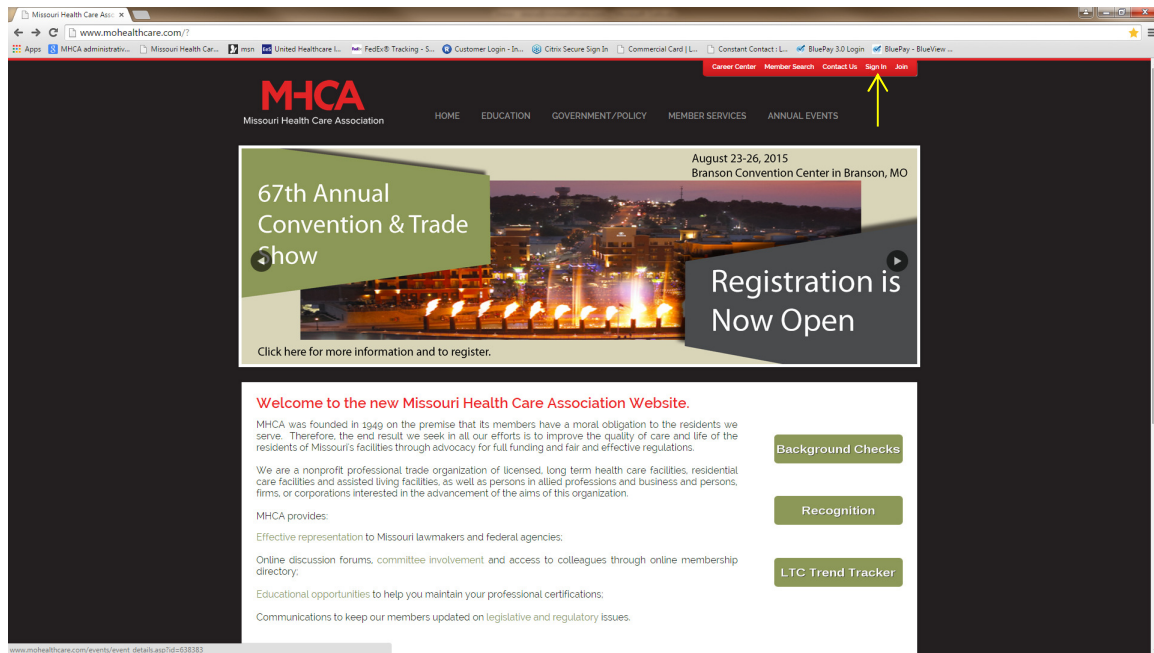 Missouri Health Care Assc
www.mohealthcare.com/?
Apps MHCA administrativ... Missouri Health Car... msn United Healthcare I... FedEx® Tracking - S... Customer Login - In... Citrix Secure Sign In Commercial Card | L... Constant Contact : L... BluePay 3.0 Login BluePay - BlueView ...
Career Center Member Search Contact Us Sign In Join
MHCA
Missouri Health Care Association
HOME EDUCATION GOVERNMENT/POLICY MEMBER SERVICES ANNUAL EVENTS
August 23-26, 2015
Branson Convention Center in Branson, MO
67th Annual
Convention & Trade
Show
Registration is
Now Open
Click here for more information and to register.
Welcome to the new Missouri Health Care Association Website.
MHCA was founded in 1949 on the premise that its members have a moral obligation to the residents we
serve. Therefore, the end result we seek in all our efforts is to improve the quality of care and life of the
residents of Missouri's facilities through advocacy for full funding and fair and effective regulations.
We are a nonprofit professional trade organization of licensed, long term health care facilities, residential
care facilities and assisted living facilities, as well as persons in allied professions and business and persons,
firms, or corporations interested in the advancement of the aims of this organization.
MHCA provides:
Effective representation to Missouri lawmakers and federal agencies;
Online discussion forums, committee involvement and access to colleagues through online membership
directory;
Educational opportunities to help you maintain your professional certifications;
Communications to keep our members updated on legislative and regulatory issues.
Background Checks
Recognition
LTC Trend Tracker
www.mohealthcare.com/events/event_details.asp?id=638383